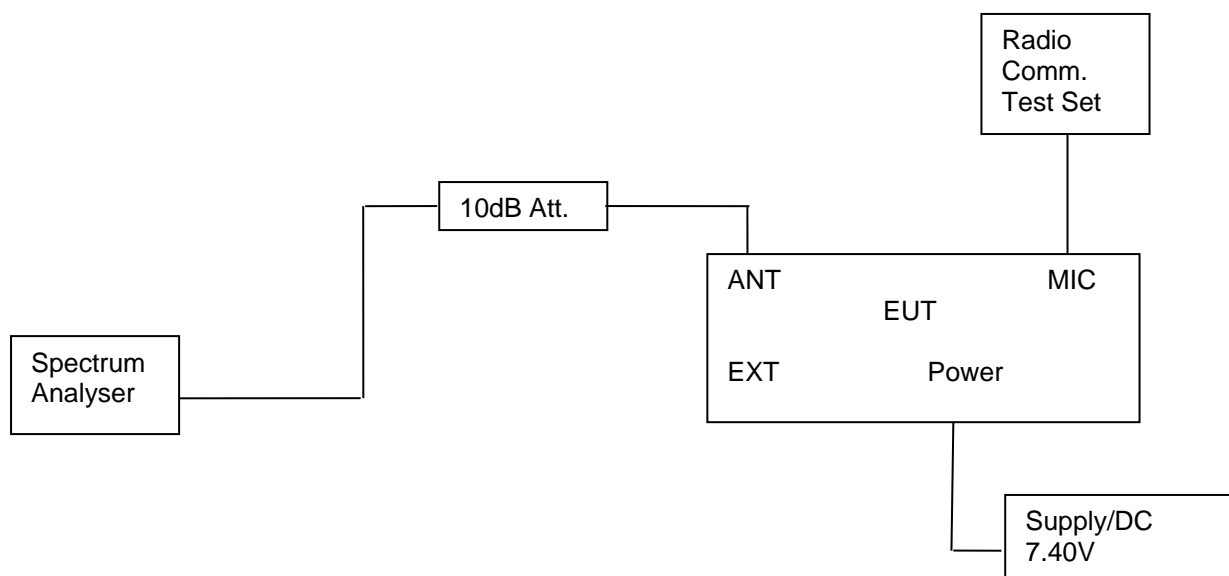 Radio
Comm.
Test Set
10dB Att.
ANT
MIC
EUT
Spectrum
Analyser
EXT
Power
Supply/DC
7.40V